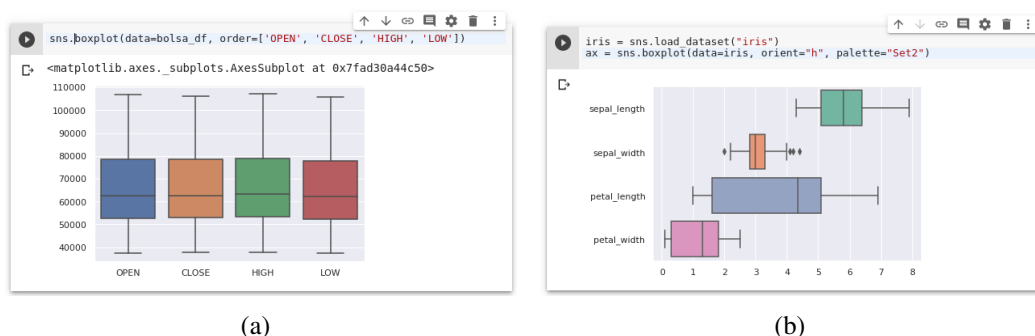 sns.boxplot(data=bolsa_df, order=['OPEN', 'CLOSE', 'HIGH', 'LOW'])
<matplotlib.axes._subplots.AxesSubplot at 0x7fad30a44c50>
110000
100000
90000
80000
70000
60000
50000
40000
OPEN CLOSE HIGH LOW
(a)
iris = sns.load_dataset("iris")
ax = sns.boxplot(data=iris, orient="h", palette="Set2")
sepal_length
sepal_width
petal_length
petal_width
0 1 2 3 4 5 6 7 8
(b)